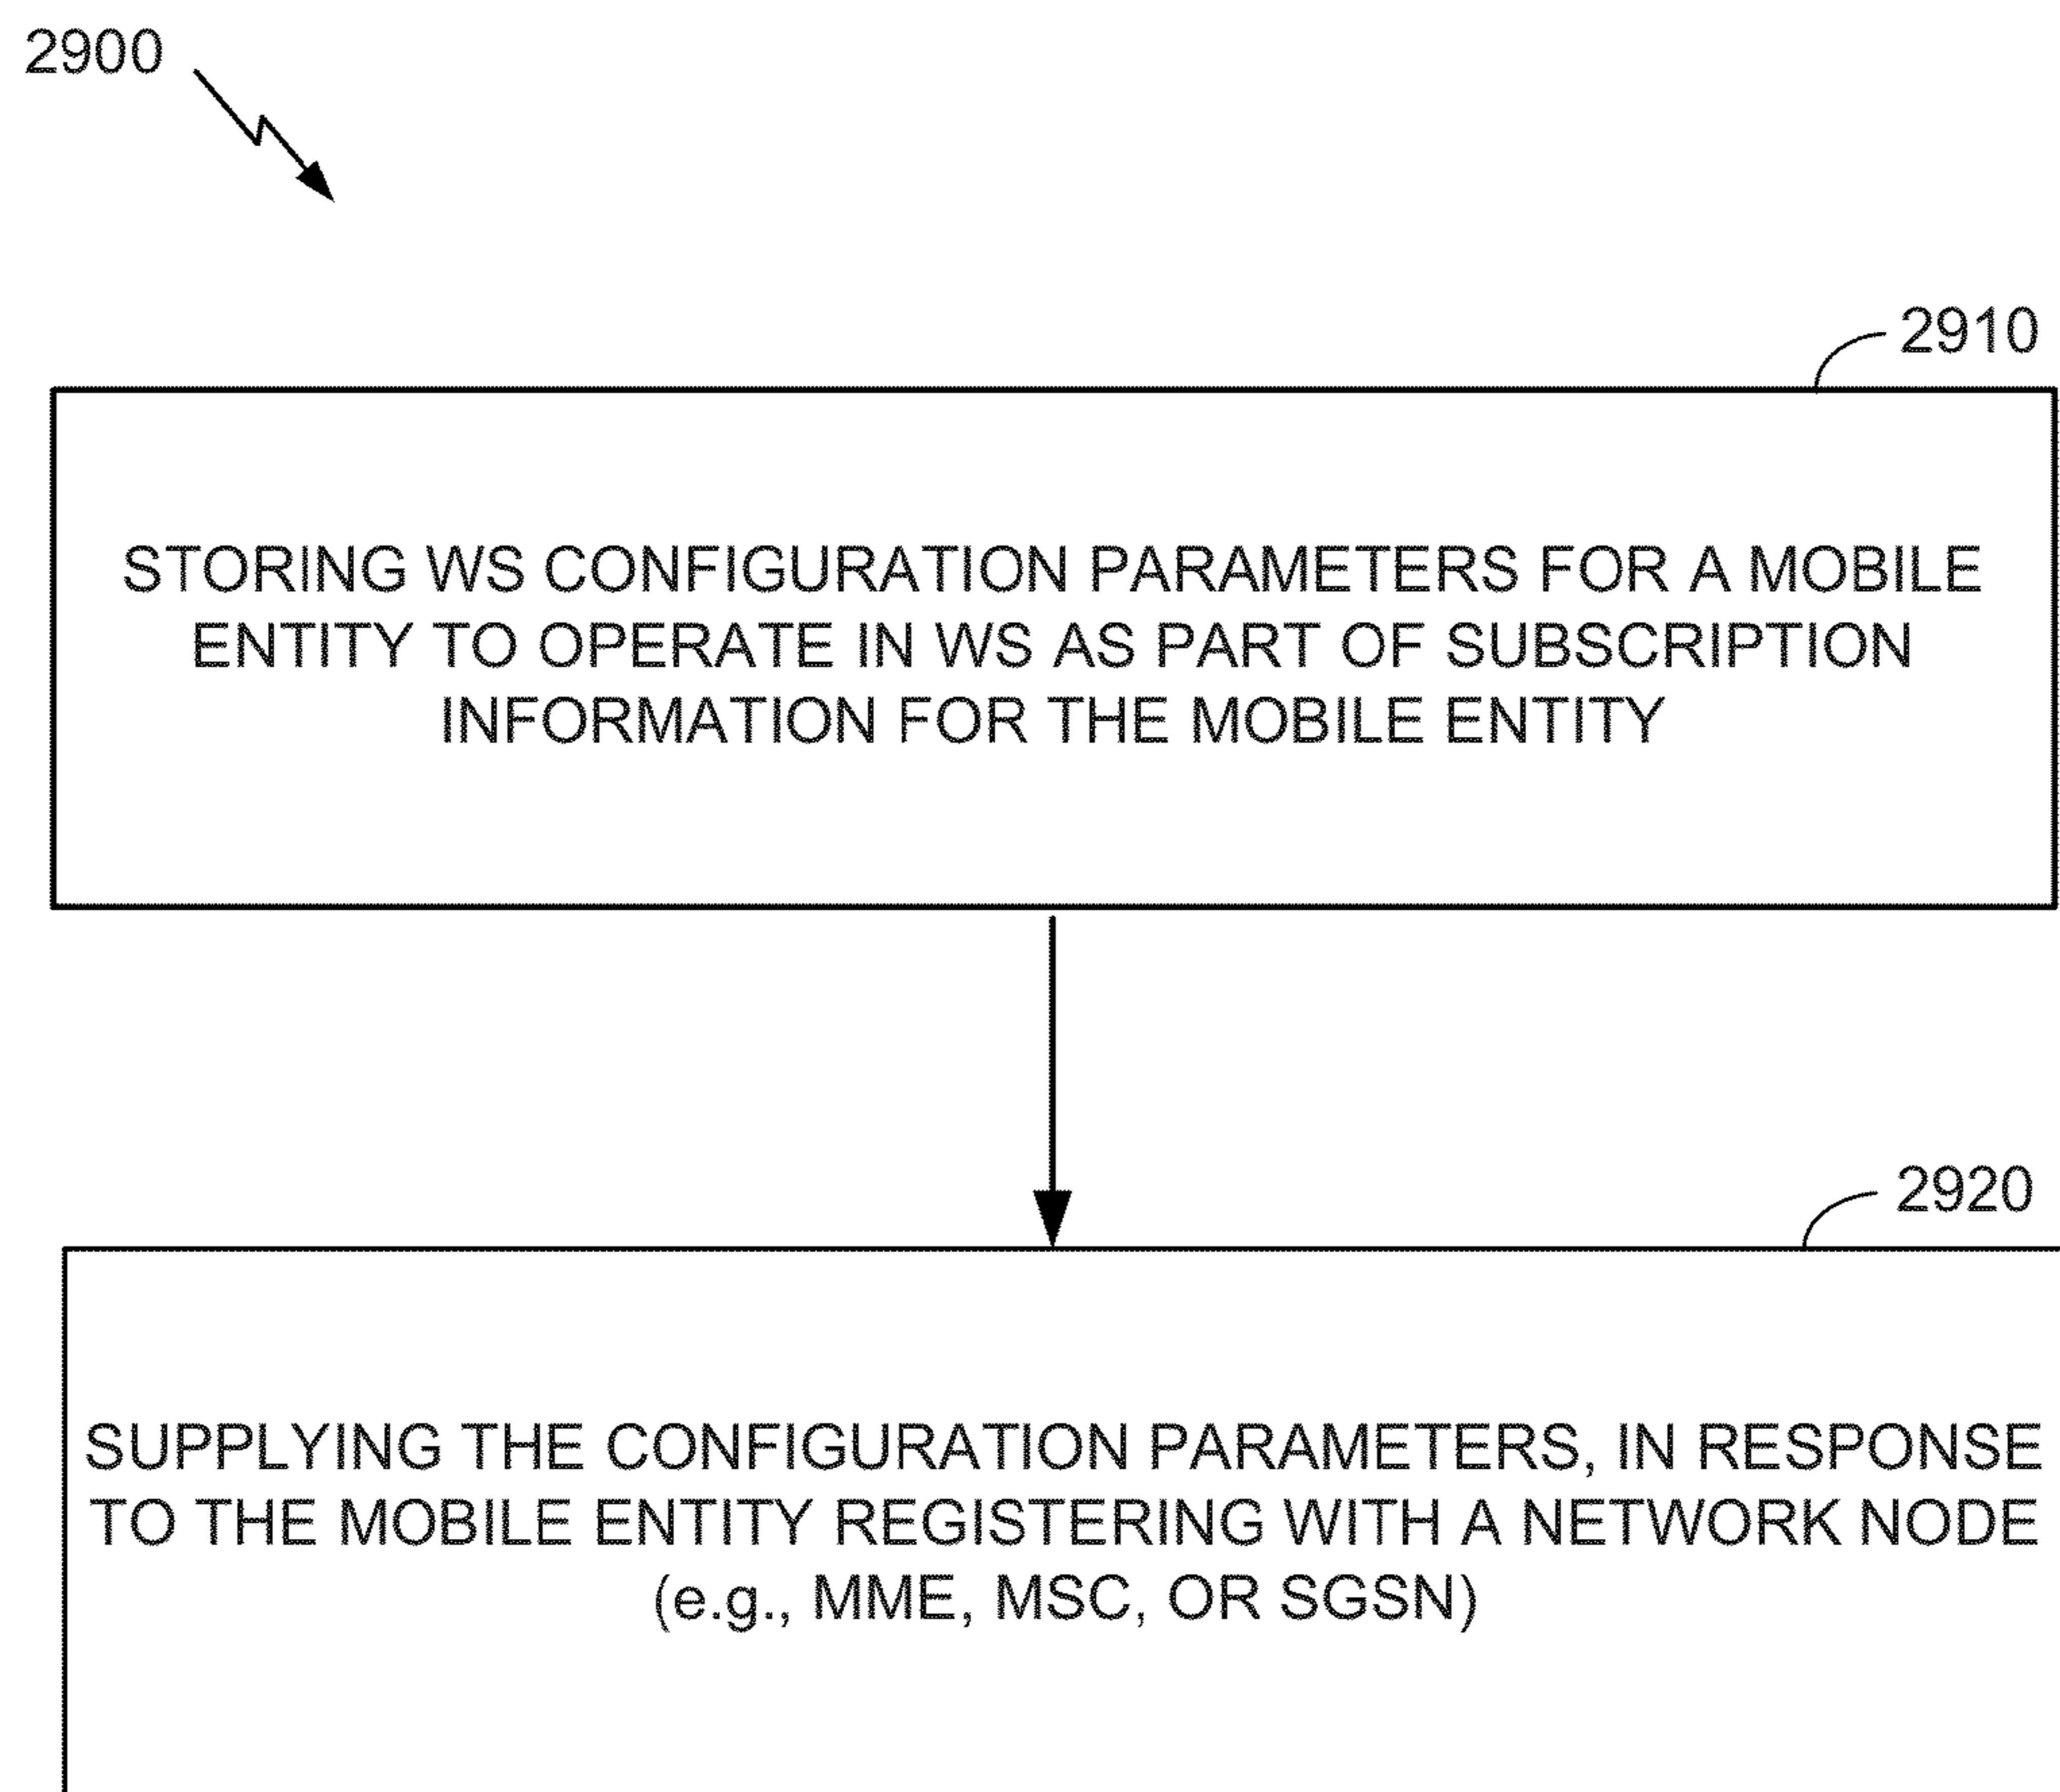 2900
2910
STORING WS CONFIGURATION PARAMETERS FOR A MOBILE
ENTITY TO OPERATE IN WS AS PART OF SUBSCRIPTION
INFORMATION FOR THE MOBILE ENTITY
2920
SUPPLYING THE CONFIGURATION PARAMETERS, IN RESPONSE
TO THE MOBILE ENTITY REGISTERING WITH A NETWORK NODE
(e.g., MME, MSC, OR SGSN)